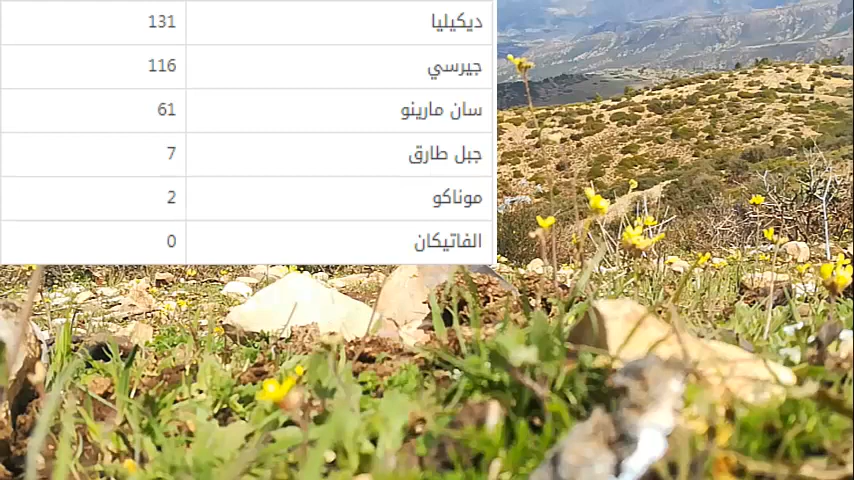 ديكيليا 131
جيرسي 116
سان مارينو 61
جبل طارق 7
موناكو 2
الفاتيكان 0